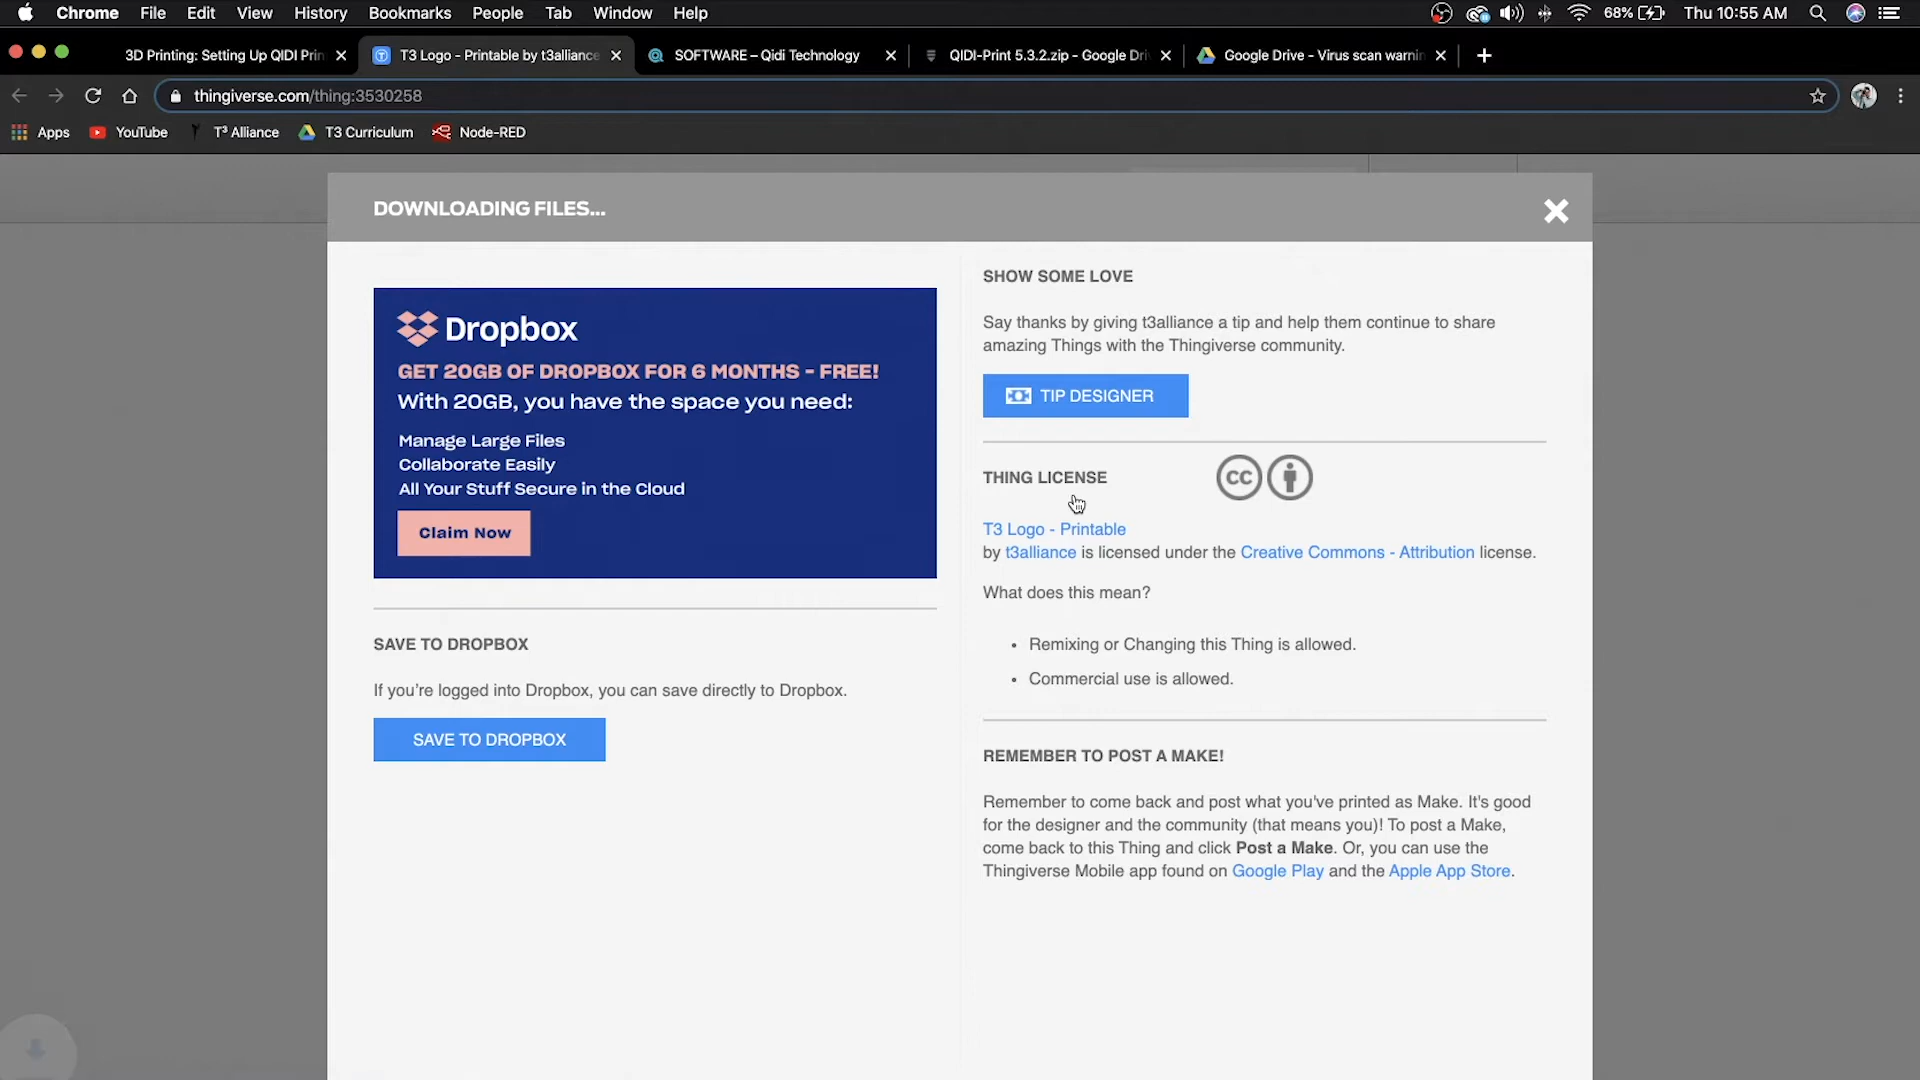 Chrome File Edit View History Bookmarks People Tab Window Help 68% Thu 10:55 AM
3D Printing: Setting Up QIDI Prin T3 Logo - Printable by t3alliance SOFTWARE – Qidi Technology QIDI-Print 5.3.2.zip - Google Dri Google Drive - Virus scan warnin
thingiverse.com/thing:3530258
Apps YouTube T³ Alliance T3 Curriculum Node-RED
DOWNLOADING FILES...
Dropbox
GET 20GB OF DROPBOX FOR 6 MONTHS - FREE!
With 20GB, you have the space you need:
Manage Large Files
Collaborate Easily
All Your Stuff Secure in the Cloud
Claim Now
SAVE TO DROPBOX
If you're logged into Dropbox, you can save directly to Dropbox.
SAVE TO DROPBOX
SHOW SOME LOVE
Say thanks by giving t3alliance a tip and help them continue to share
amazing Things with the Thingiverse community.
TIP DESIGNER
THING LICENSE
CC
T3 Logo - Printable
by t3alliance is licensed under the Creative Commons - Attribution license.
What does this mean?
• Remixing or Changing this Thing is allowed.
• Commercial use is allowed.
REMEMBER TO POST A MAKE!
Remember to come back and post what you've printed as Make. It's good
for the designer and the community (that means you)! To post a Make,
come back to this Thing and click Post a Make. Or, you can use the
Thingiverse Mobile app found on Google Play and the Apple App Store.